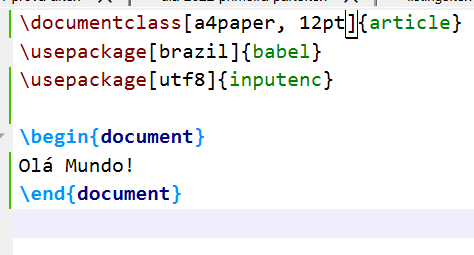 \documentclass[a4paper, 12pt]{article}
\usepackage[brazil]{babel}
\usepackage[utf8]{inputenc}
\begin{document}
Olá Mundo!
\end{document}